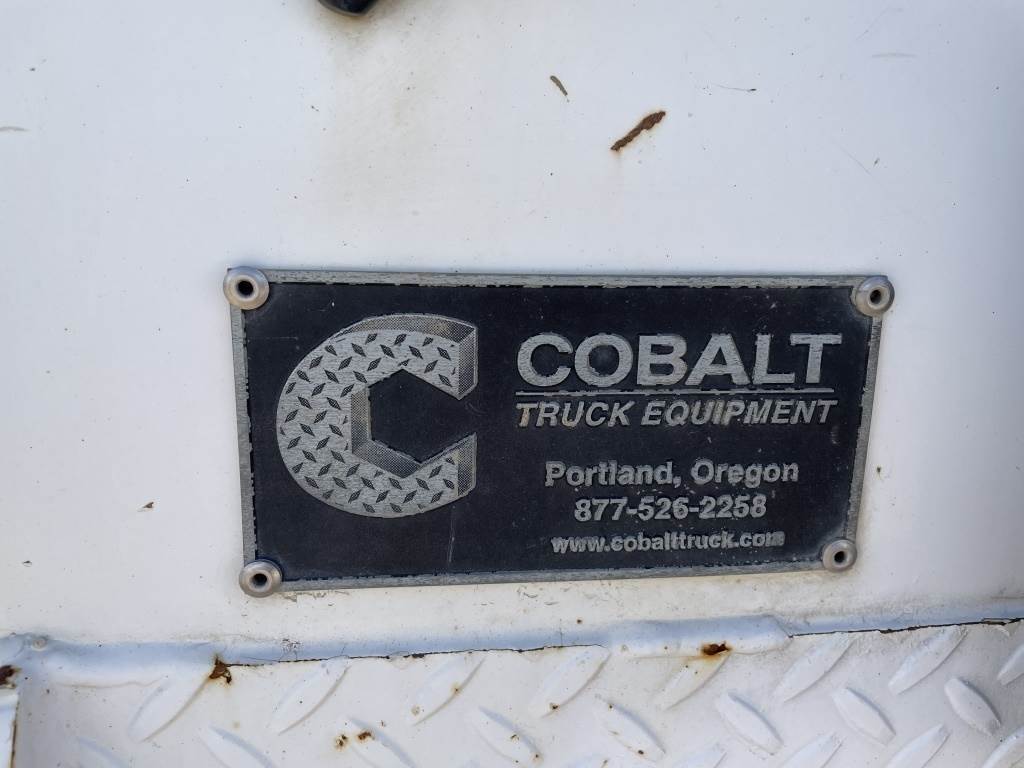 COBALT
TRUCK EQUIPMENT
Portland, Oregon
877-526-2258
www.cobalttruck.com